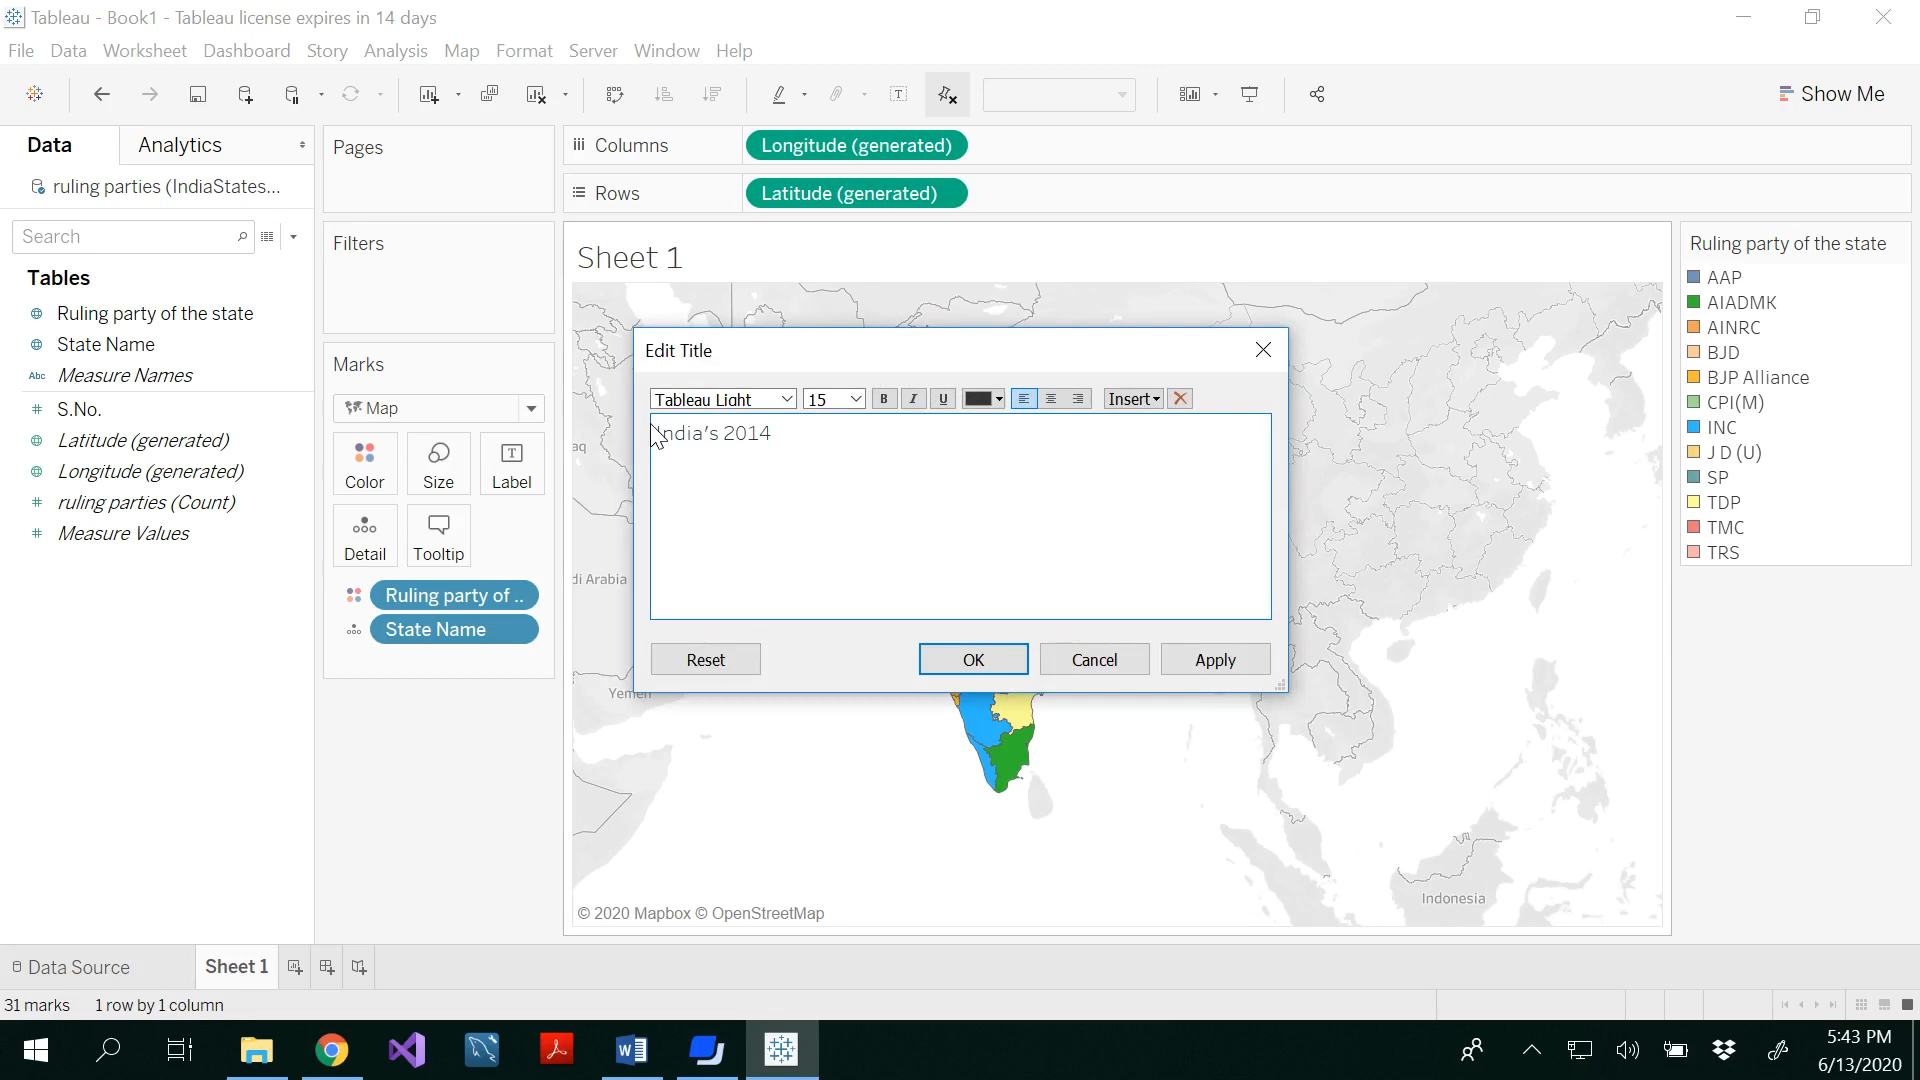 Tableau - Book1 - Tableau license expires in 14 days
File Data Worksheet Dashboard Story Analysis Map Format Server Window Help
Show Me
Data Analytics
ruling parties (IndiaStates...
Search
Tables
Ruling party of the state
State Name
Abc Measure Names
# S.No.
Latitude (generated)
Longitude (generated)
# ruling parties (Count)
# Measure Values
Pages
Filters
Marks
Map
Color Size Label
Detail Tooltip
Ruling party of ..
State Name
Columns Longitude (generated)
Rows Latitude (generated)
Sheet 1
Edit Title
Tableau Light 15 B I U Insert
India's 2014
Reset OK Cancel Apply
aq
di Arabia
Yemen
Indonesia
© 2020 Mapbox © OpenStreetMap
Ruling party of the state
AAP
AIADMK
AINRC
BJD
BJP Alliance
CPI(M)
INC
J D (U)
SP
TDP
TMC
TRS
Data Source Sheet 1
31 marks 1 row by 1 column
5:43 PM
6/13/2020